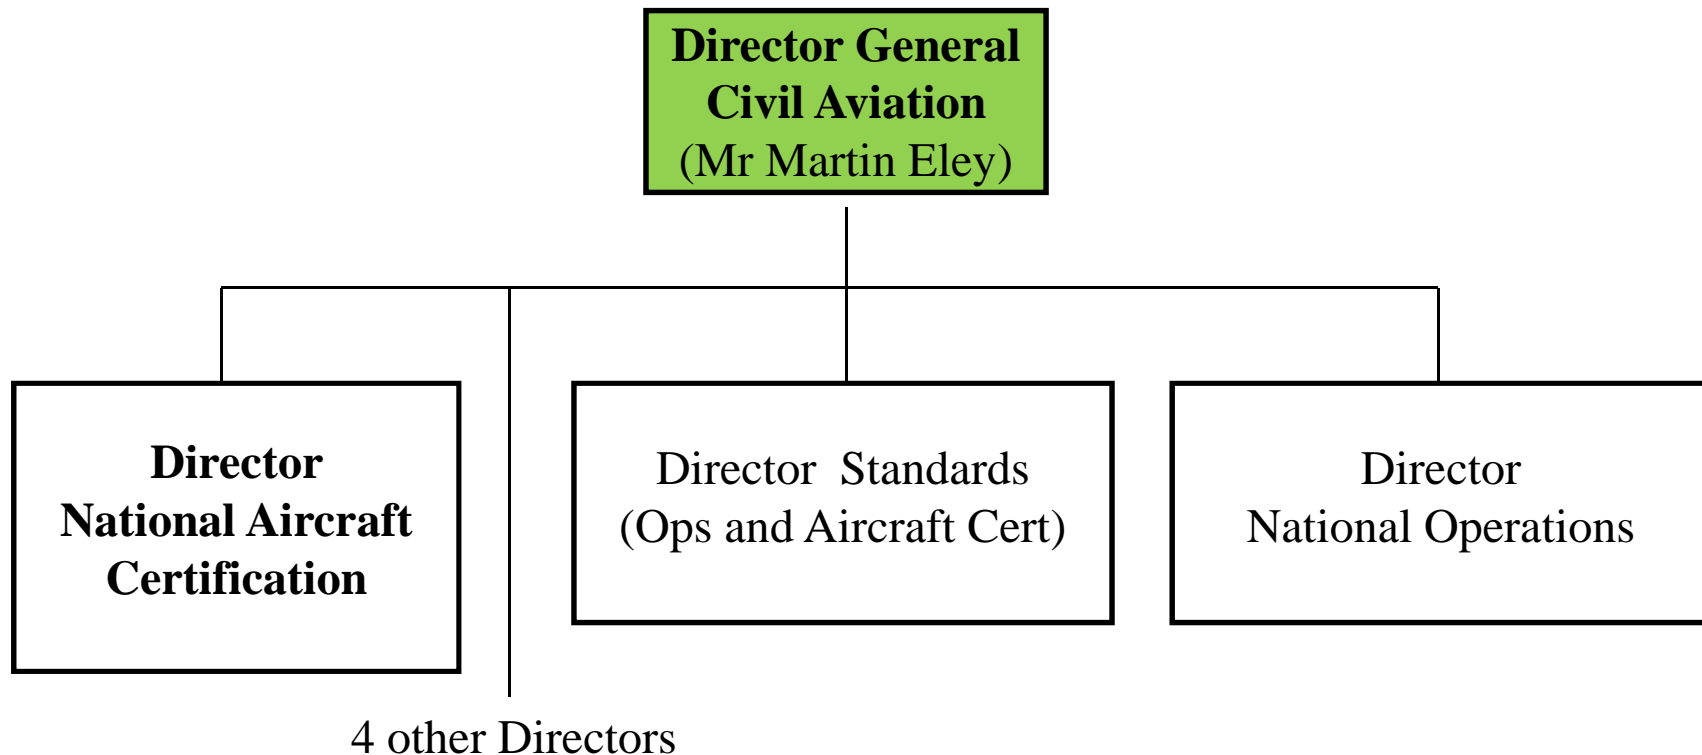 Director General
Civil Aviation
(Mr Martin Eley)
Director
National Aircraft
Certification
Director  Standards
(Ops and Aircraft Cert)
Director
National Operations
4 other Directors